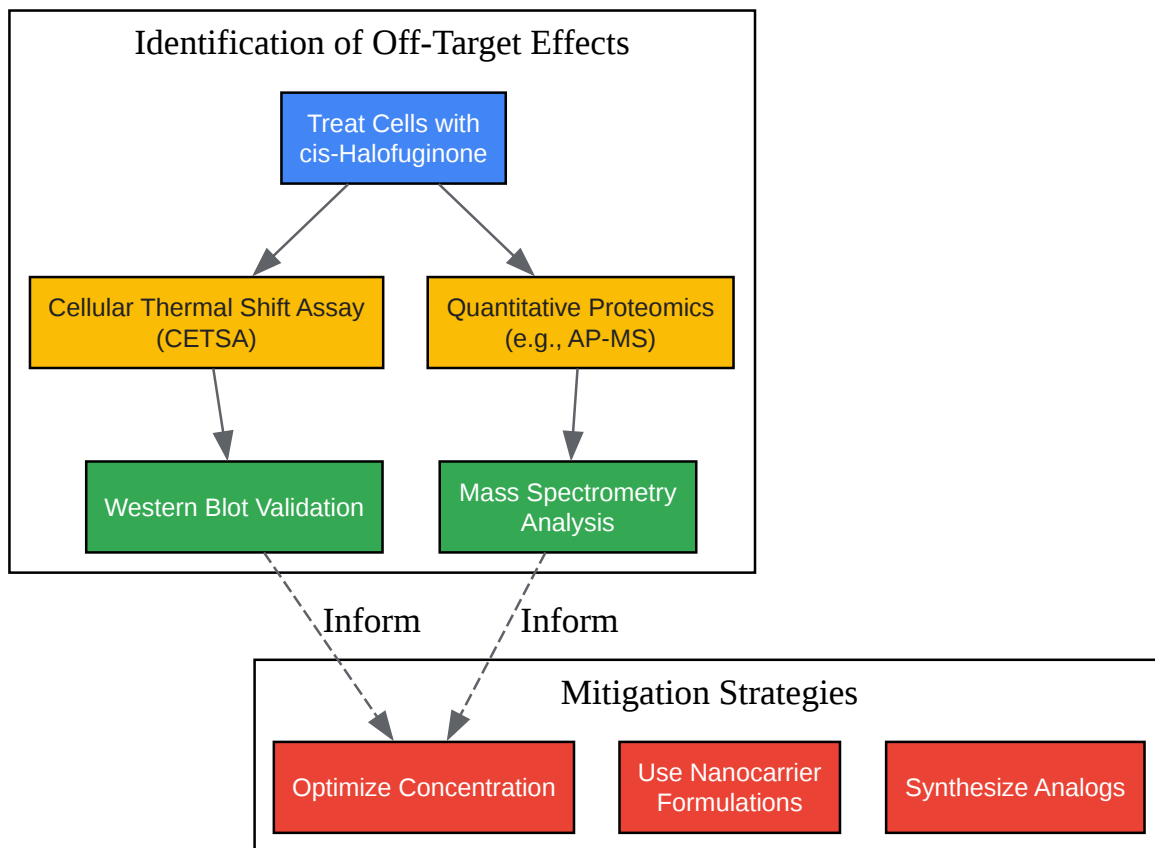 Identification of Off-Target Effects
Treat Cells with
cis-Halofuginone
Cellular Thermal Shift Assay
(CETSA)
Quantitative Proteomics
(e.g., AP-MS)
Western Blot Validation
Mass Spectrometry
Analysis
Inform
Inform
Mitigation Strategies
Optimize Concentration
Use Nanocarrier
Formulations
Synthesize Analogs